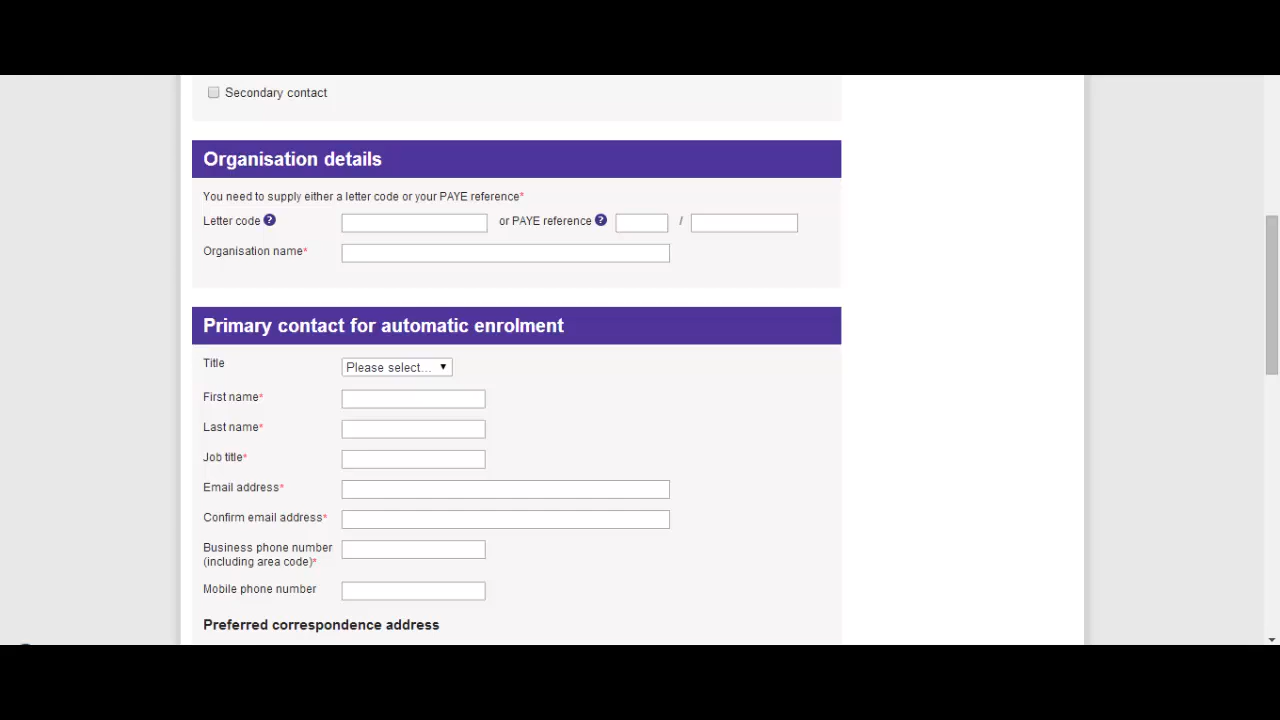 Secondary contact
Organisation details
You need to supply either a letter code or your PAYE reference*
Letter code ? or PAYE reference ? /
Organisation name*
Primary contact for automatic enrolment
Title Please select...
First name*
Last name*
Job title*
Email address*
Confirm email address*
Business phone number
(including area code)*
Mobile phone number
Preferred correspondence address